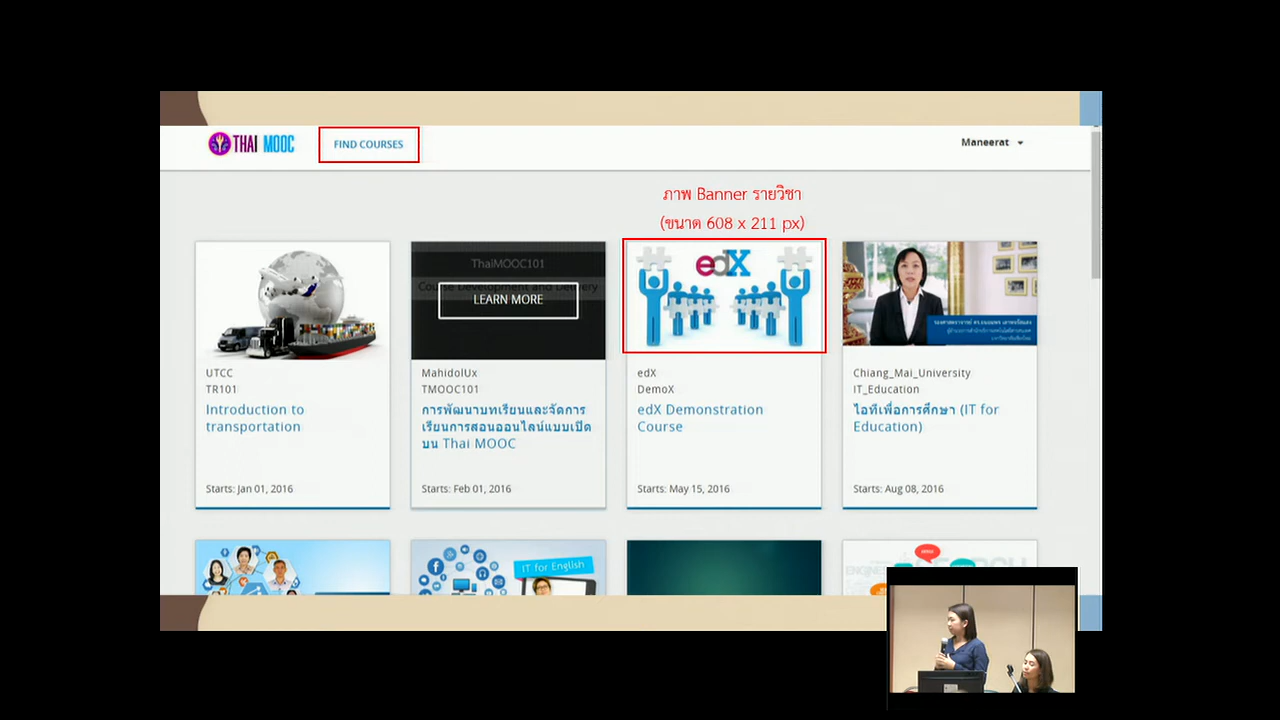 THAI MOOC
FIND COURSES
Maneerat
ภาพ Banner รายวิชา
(ขนาด 608 x 211 px)
ThaiMOOC101
Course Development and Delivery
LEARN MORE
edX
UTCC
TR101
Introduction to
transportation
Starts: Jan 01, 2016
MahidolUx
TMOOC101
การพัฒนาบทเรียนและจัดการ
เรียนการสอนออนไลน์แบบเปิด
บน Thai MOOC
Starts: Feb 01, 2016
edX
DemoX
edX Demonstration
Course
Starts: May 15, 2016
Chiang_Mai_University
IT_Education
ไอทีเพื่อการศึกษา (IT for
Education)
Starts: Aug 08, 2016
IT for English